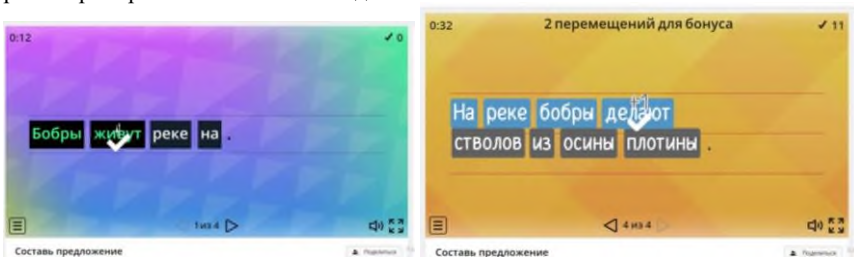 0:12
✓ 0
Бобры живут реке на .
1 из 4
Составь предложение
Поделиться
0:32
2 перемещений для бонуса
✓ 11
На реке бобры делают
стволов из осины плотины .
4 из 4
Составь предложение
Поделиться